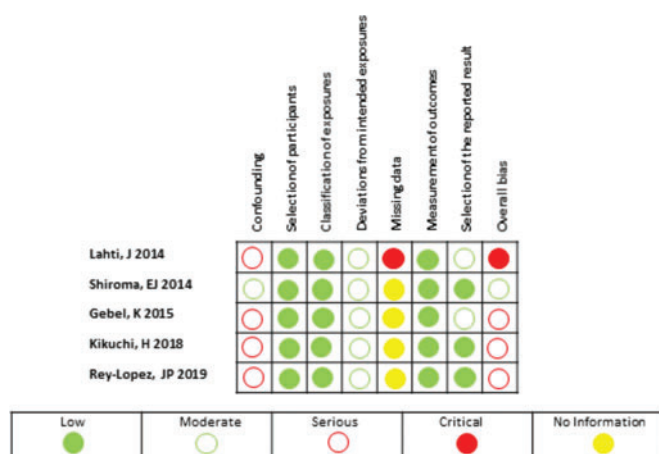 Confounding
Selection of participants
Classification of exposures
Deviations from intended exposures
Missing data
Measurement of outcomes
Selection of the reported result
Overall bias
Lahti, J 2014
Shiroma, EJ 2014
Gebel, K 2015
Kikuchi, H 2018
Rey-Lopez, JP 2019
Low Moderate Serious Critical No Information